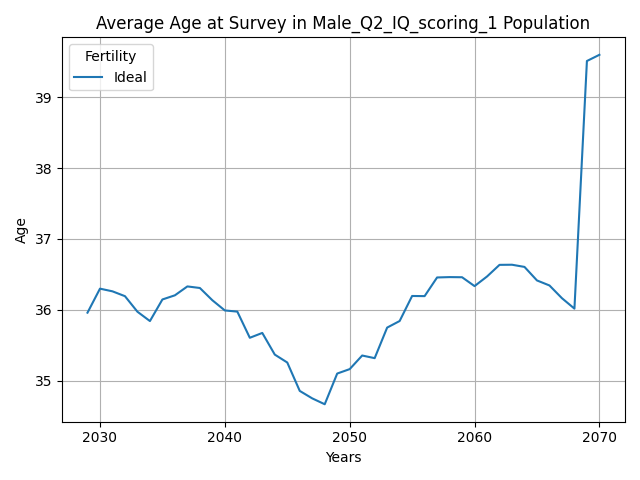 Average Age at Survey in Male_Q2_IQ_scoring_1 Population
Fertility
Ideal
39
38
37
36
35
Age
2030 2040 2050 2060 2070
Years